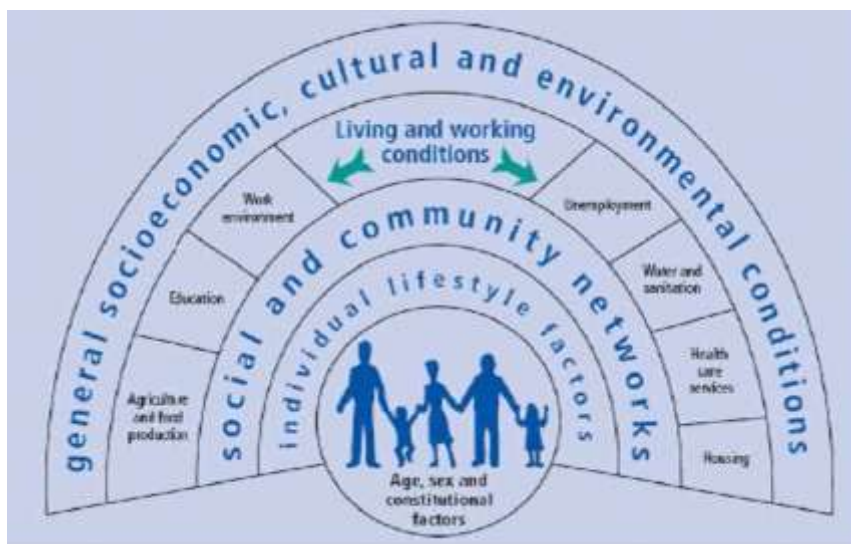 general socioeconomic, cultural and environmental conditions
Living and working
conditions
Work
environment
Unemployment
Education
Water and
sanitation
Agriculture
and food
production
Health
care
services
Housing
social and community networks
individual lifestyle factors
Age, sex and
constitutional
factors